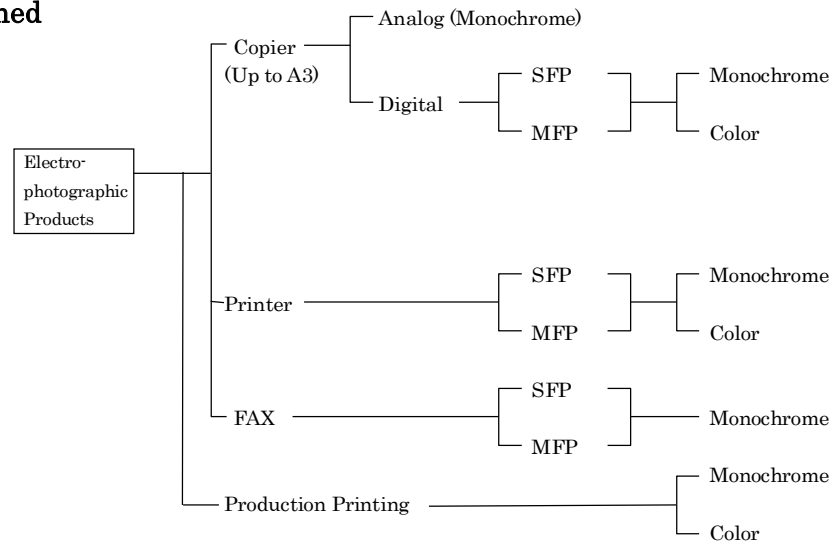 Analog (Monochrome)
Copier
(Up to A3)
Digital
SFP
MFP
Monochrome
Color
Electro-
photographic
Products
Printer
SFP
MFP
Monochrome
Color
FAX
SFP
MFP
Monochrome
Production Printing
Monochrome
Color